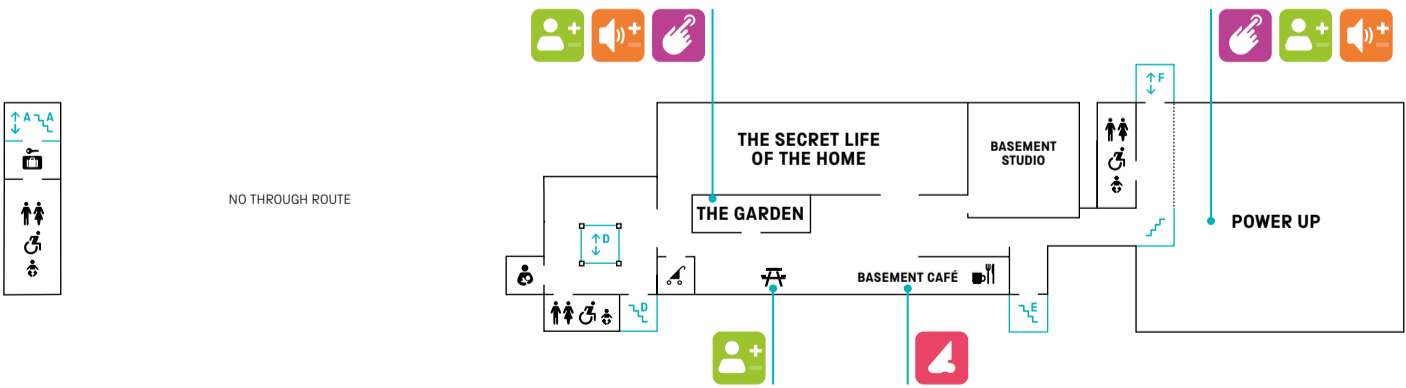 A A
NO THROUGH ROUTE
D
D
THE SECRET LIFE
OF THE HOME
THE GARDEN
BASEMENT
STUDIO
BASEMENT CAFÉ
E
F
POWER UP